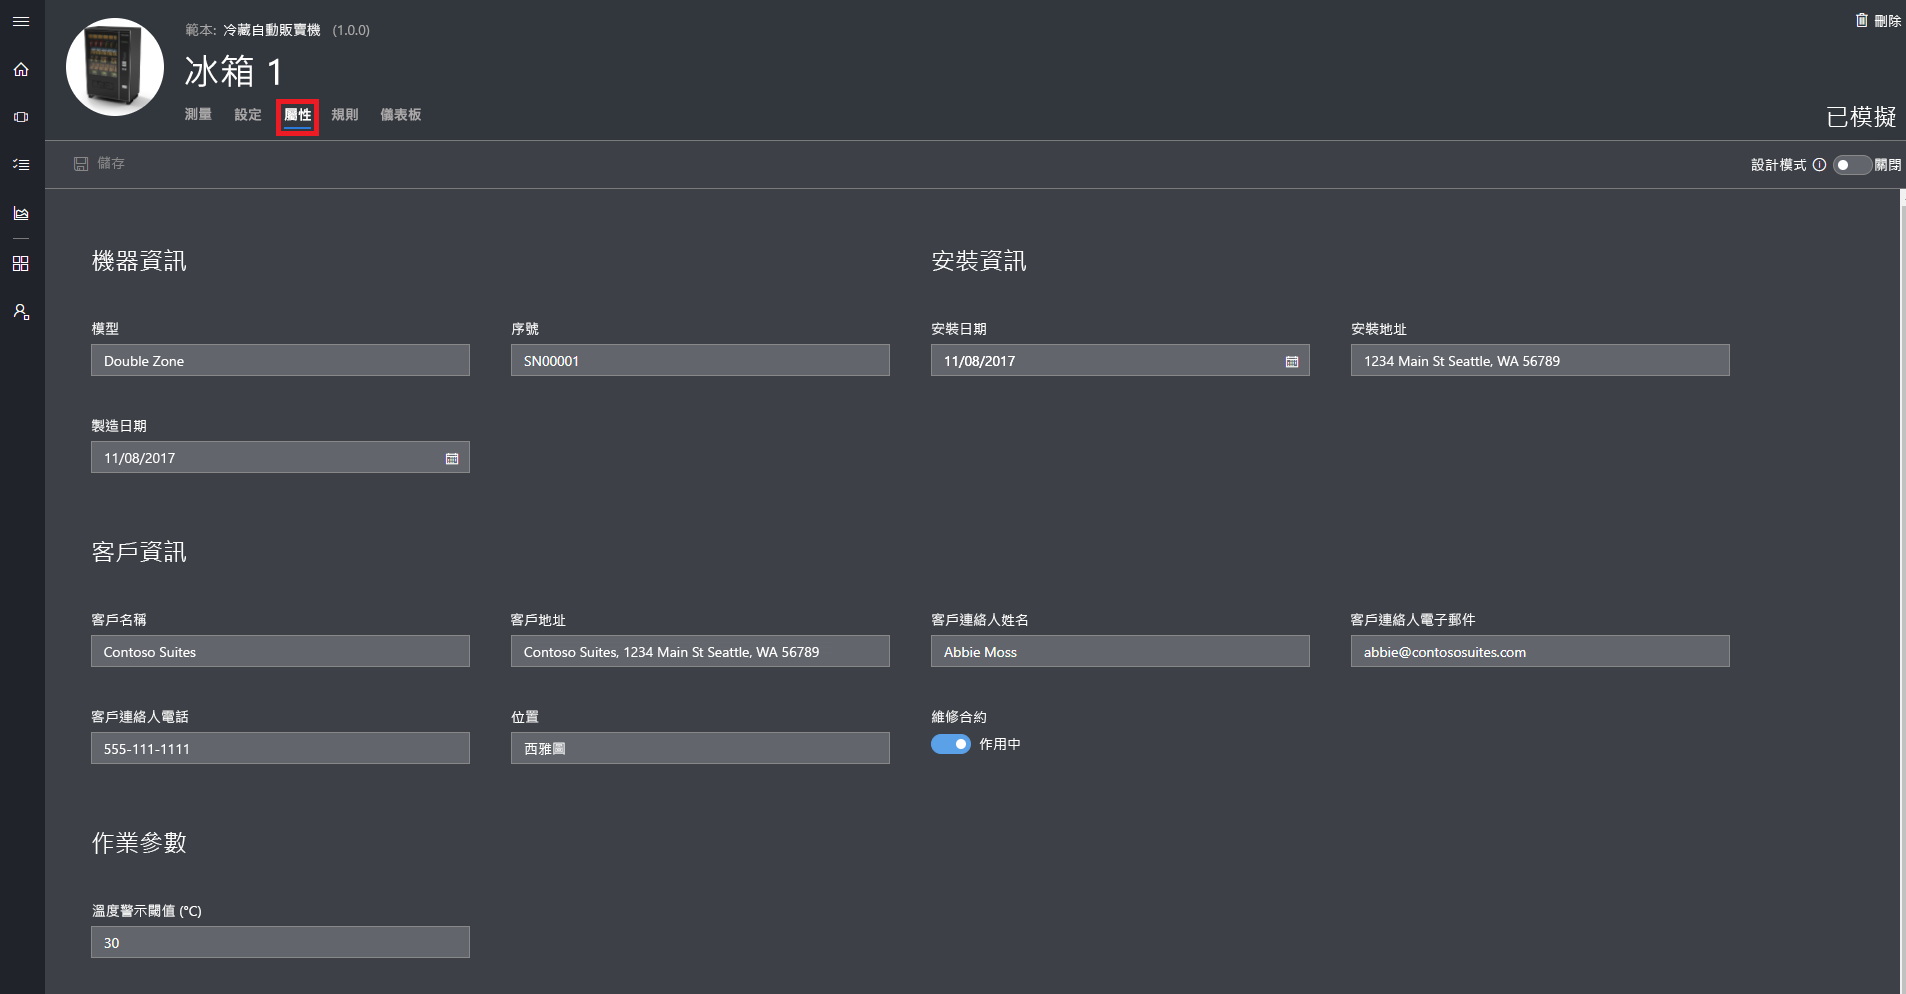 範本: 冷藏自動販賣機 (1.0.0)
刪除
冰箱 1
測量 設定 屬性 規則 儀表板
已模擬
儲存
設計模式 關閉
機器資訊
安裝資訊
模型
序號
安裝日期
安裝地址
Double Zone
SN00001
11/08/2017
1234 Main St Seattle, WA 56789
製造日期
11/08/2017
客戶資訊
客戶名稱
客戶地址
客戶連絡人姓名
客戶連絡人電子郵件
Contoso Suites
Contoso Suites, 1234 Main St Seattle, WA 56789
Abbie Moss
abbie@contososuites.com
客戶連絡人電話
位置
維修合約
555-111-1111
西雅圖
作用中
作業參數
溫度警示閾值 (°C)
30